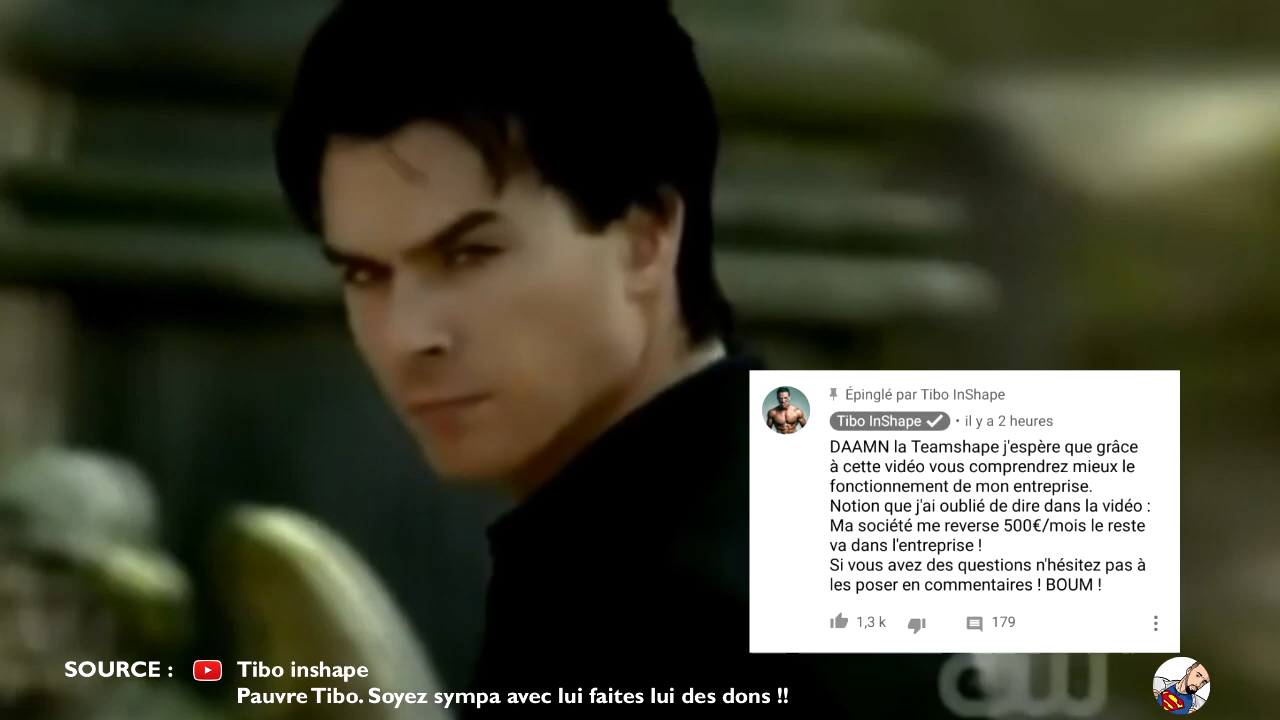 Épinglé par Tibo InShape
Tibo InShape • il y a 2 heures
DAAMN la Teamshape j'espère que grâce
à cette vidéo vous comprendrez mieux le
fonctionnement de mon entreprise.
Notion que j'ai oublié de dire dans la vidéo :
Ma société me reverse 500€/mois le reste
va dans l'entreprise !
Si vous avez des questions n'hésitez pas à
les poser en commentaires ! BOUM !
1,3 k 179
SOURCE : Tibo inshape
Pauvre Tibo. Soyez sympa avec lui faites lui des dons !!
CW